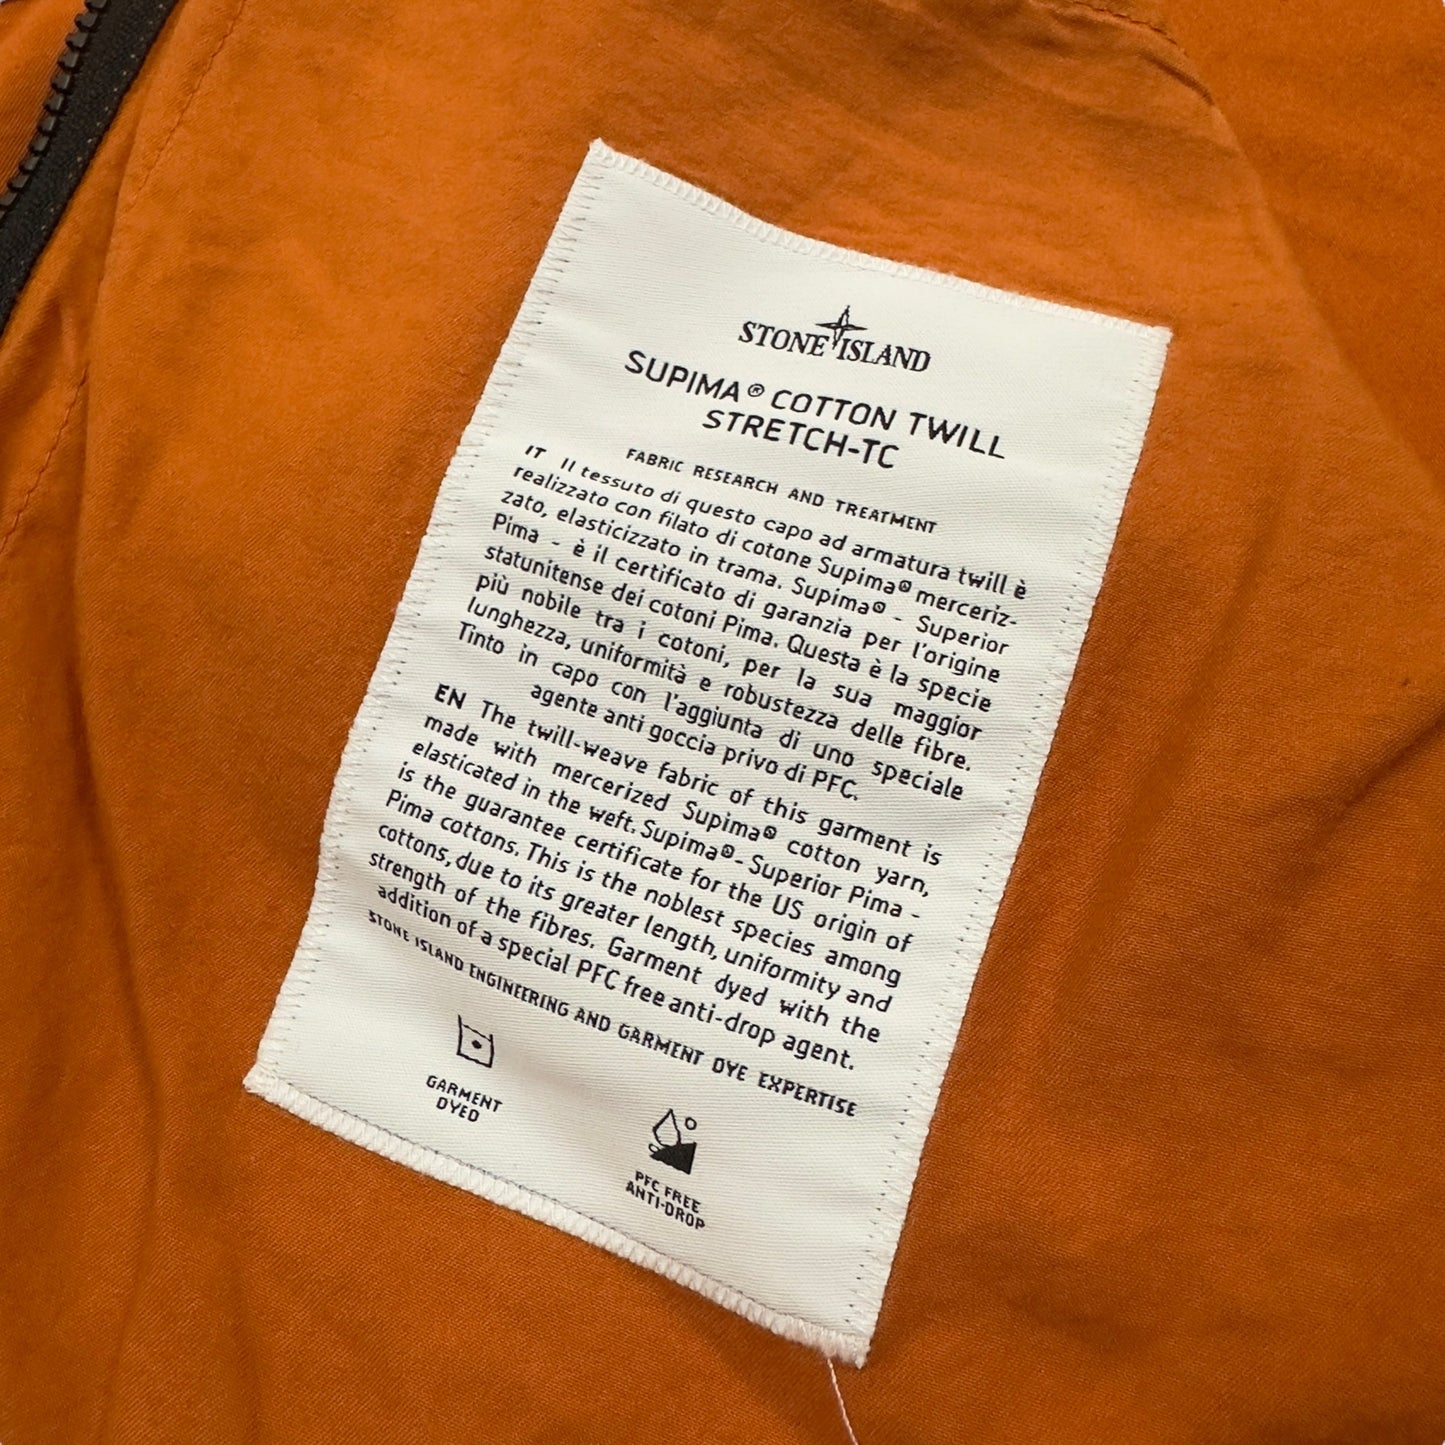 STONE ISLAND
SUPIMA® COTTON TWILL
STRETCH-TC
FABRIC RESEARCH AND TREATMENT
IT Il tessuto di questo capo ad armatura twill è
realizzato con filato di cotone Supima® merceriz-
zato, elasticizzato in trama. Supima® - Superior
Pima - è il certificato di garanzia per l'origine
statunitense dei cotoni Pima. Questa è la specie
più nobile tra i cotoni, per la sua maggior
lunghezza, uniformità e robustezza delle fibre.
Tinto in capo con l'aggiunta di uno speciale
agente anti goccia privo di PFC.
EN The twill-weave fabric of this garment is
made with mercerized Supima® cotton yarn,
elasticated in the weft. Supima® - Superior Pima -
is the guarantee certificate for the US origin of
Pima cottons. This is the noblest species among
cottons, due to its greater length, uniformity and
strength of the fibres. Garment dyed with the
addition of a special PFC free anti-drop agent.
STONE ISLAND ENGINEERING AND GARMENT DYE EXPERTISE
GARMENT
DYED
PFC FREE
ANTI-DROP